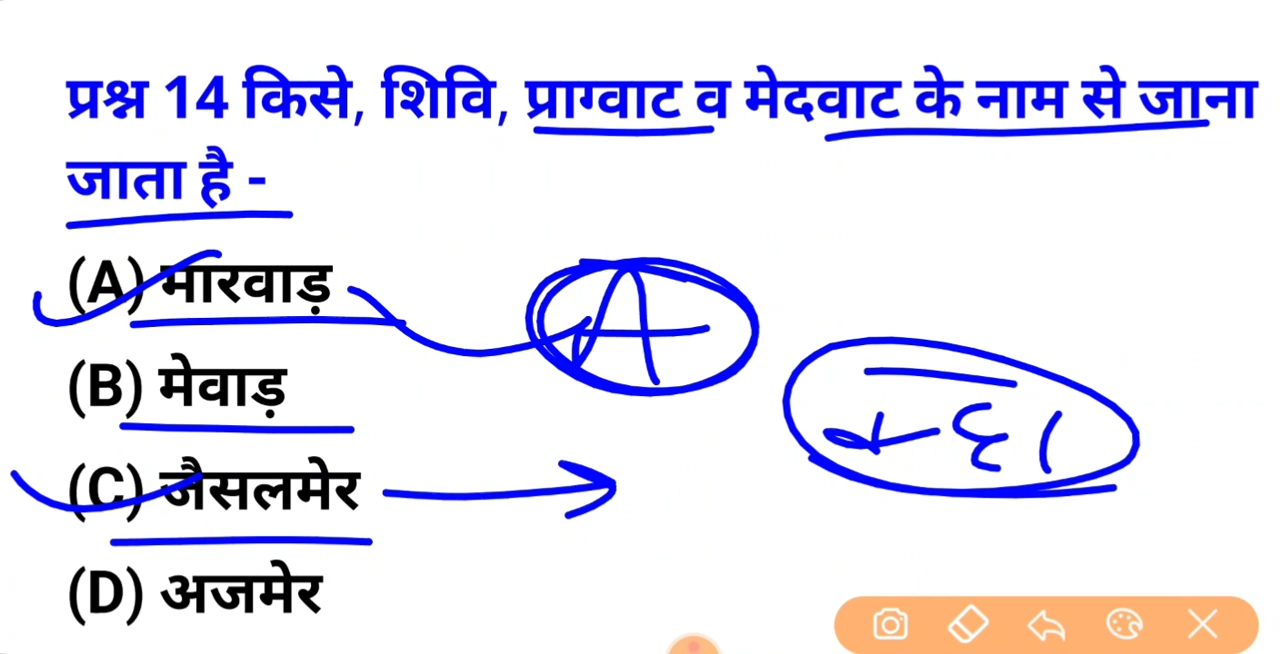 प्रश्न 14 किसे, शिवि, प्राग्वाट व मेदवाट के नाम से जाना
जाता है -
(A) मारवाड़
A
(B) मेवाड़
(C) जैसलमेर
(D) अजमेर